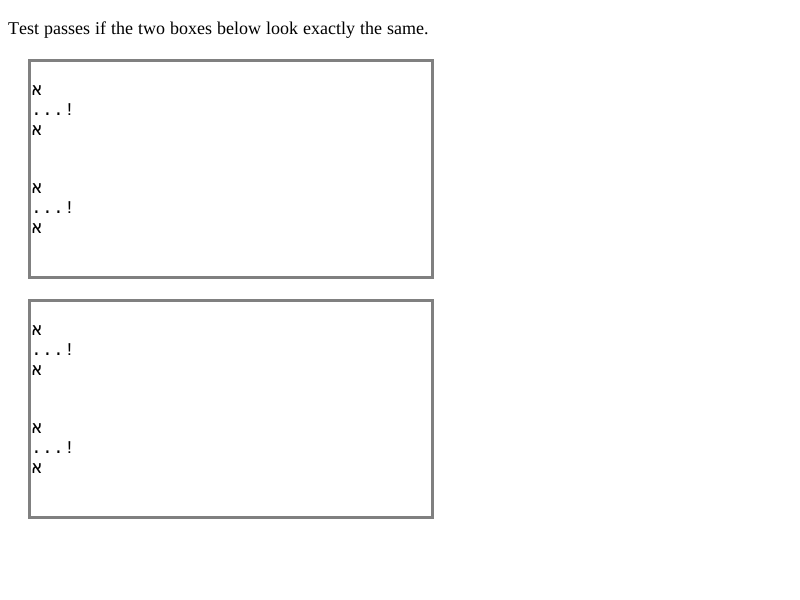 Test passes if the two boxes below look exactly the same.
א
...!
א
א
...!
א
א
...!
א
א
...!
א